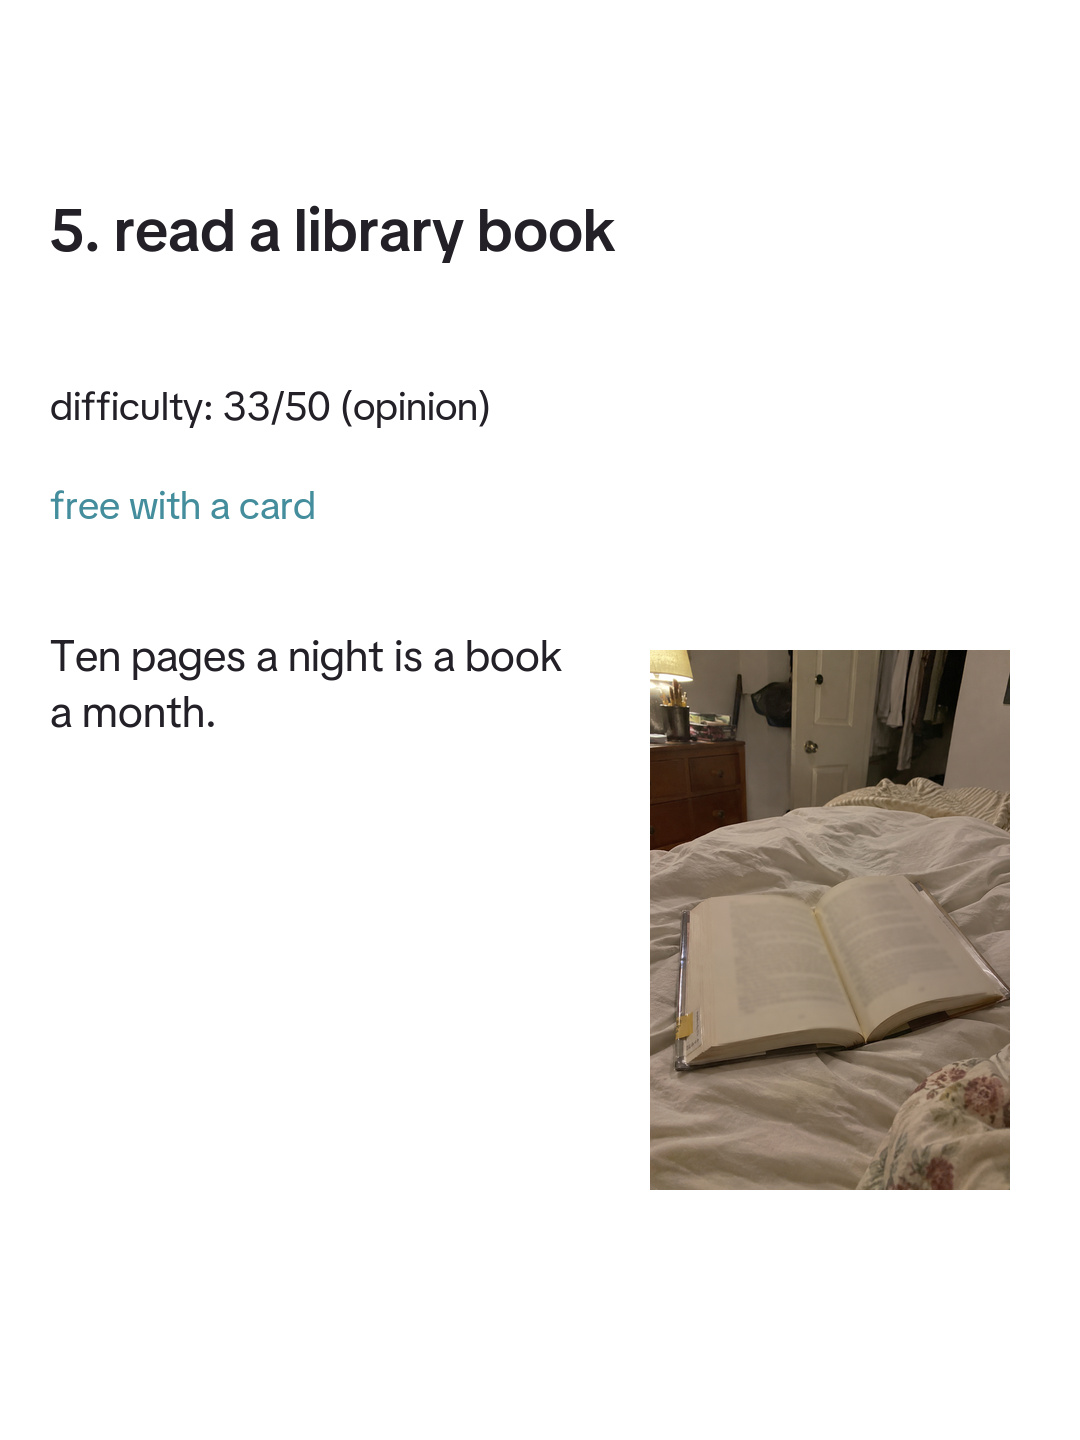 5. read a library book
difficulty: 33/50 (opinion)
free with a card
Ten pages a night is a book
a month.